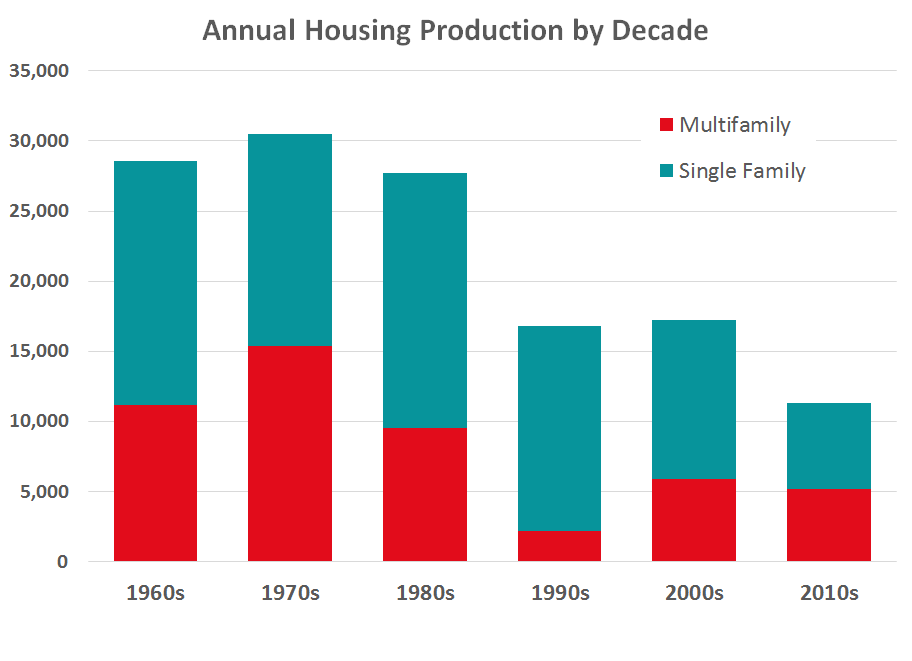 Annual Housing Production by Decade
35,000
30,000
25,000
20,000
15,000
10,000
5,000
0
Multifamily
Single Family
1960s 1970s 1980s 1990s 2000s 2010s